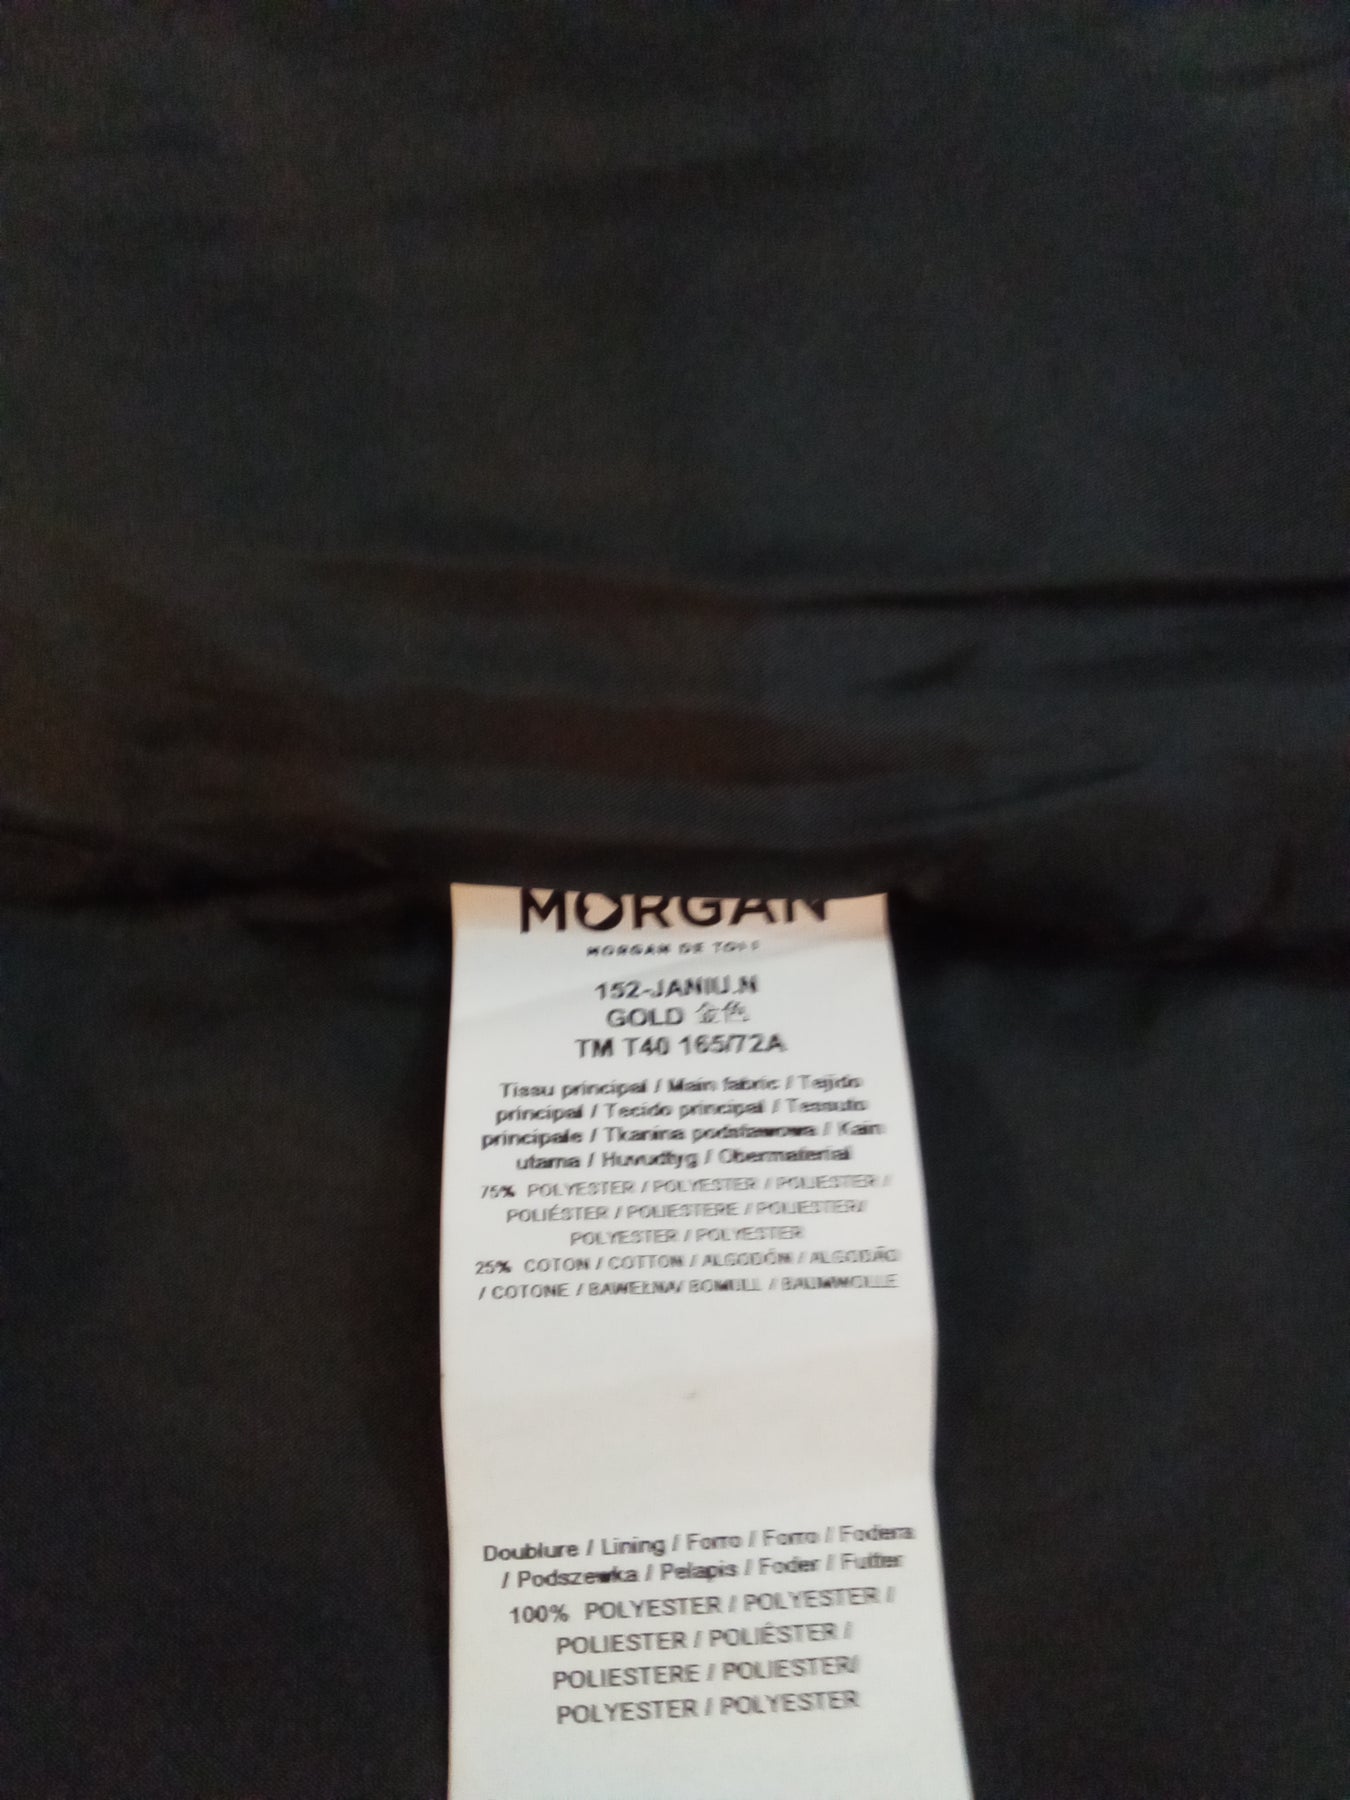 MORGAN
MORGAN DE TOI
152-JANIU.N
GOLD 金色
TM T40 165/72A
Tissu principal / Main fabric / Tejido
principal / Tecido principal / Tessuto
principale / Tkanina podstawowa / Kain
utama / Huvudtyg / Obermaterial
75% POLYESTER / POLYESTER / POLIESTER /
POLIÉSTER / POLIESTERE / POLIESTER/
POLYESTER / POLYESTER
25% COTON / COTTON / ALGODÓN / ALGODÃO
/ COTONE / BAWEŁNA/ BOMULL / BAUMWOLLE
Doublure / Lining / Forro / Forro / Fodera
/ Podszewka / Pelapis / Foder / Futter
100% POLYESTER / POLYESTER /
POLIESTER / POLIÉSTER /
POLIESTERE / POLIESTER/
POLYESTER / POLYESTER